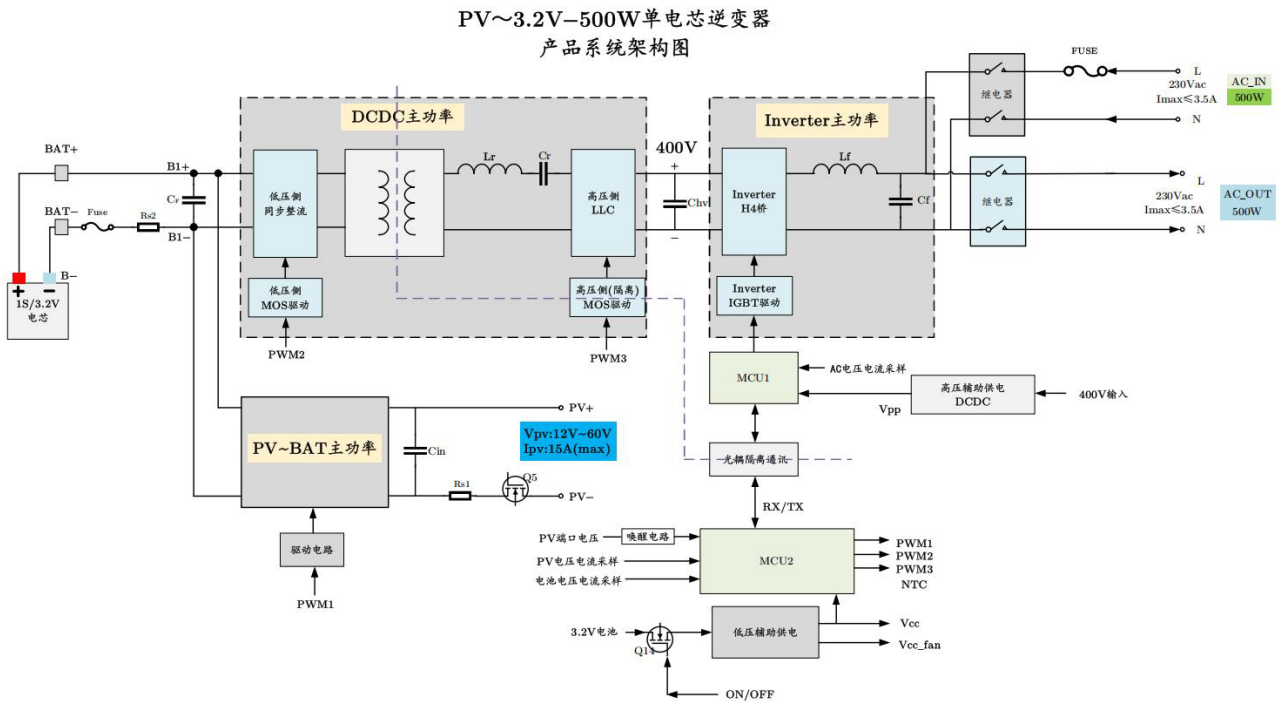 PV～3.2V−500W单电芯逆变器
产品系统架构图
FUSE
L
继电器
230Vac
Imax≤3.5A
N
AC_IN
500W
DCDC主功率
Inverter主功率
BAT+
B1+
Cr
BAT−
Fuse
Rs2
B1−
B−
+
−
1S/3.2V
电芯
低压侧
同步整流
Lr
Cr
高压侧
LLC
400V
+
Chv
−
Inverter
H4桥
Lf
Cf
继电器
L
230Vac
Imax≤3.5A
N
AC_OUT
500W
低压侧
MOS驱动
高压侧(隔离)
MOS驱动
Inverter
IGBT驱动
PWM2
PWM3
MCU1
AC电压电流采样
高压辅助供电
DCDC
Vpp
400V输入
PV~BAT主功率
Cin
PV+
Vpv:12V~60V
Ipv:15A(max)
Rs1
Q5
PV−
光耦隔离通讯
RX/TX
驱动电路
PWM1
PV端口电压
唤醒电路
PV电压电流采样
电池电压电流采样
MCU2
PWM1
PWM2
PWM3
NTC
3.2V电池
Q14
低压辅助供电
Vcc
Vcc_fan
ON/OFF